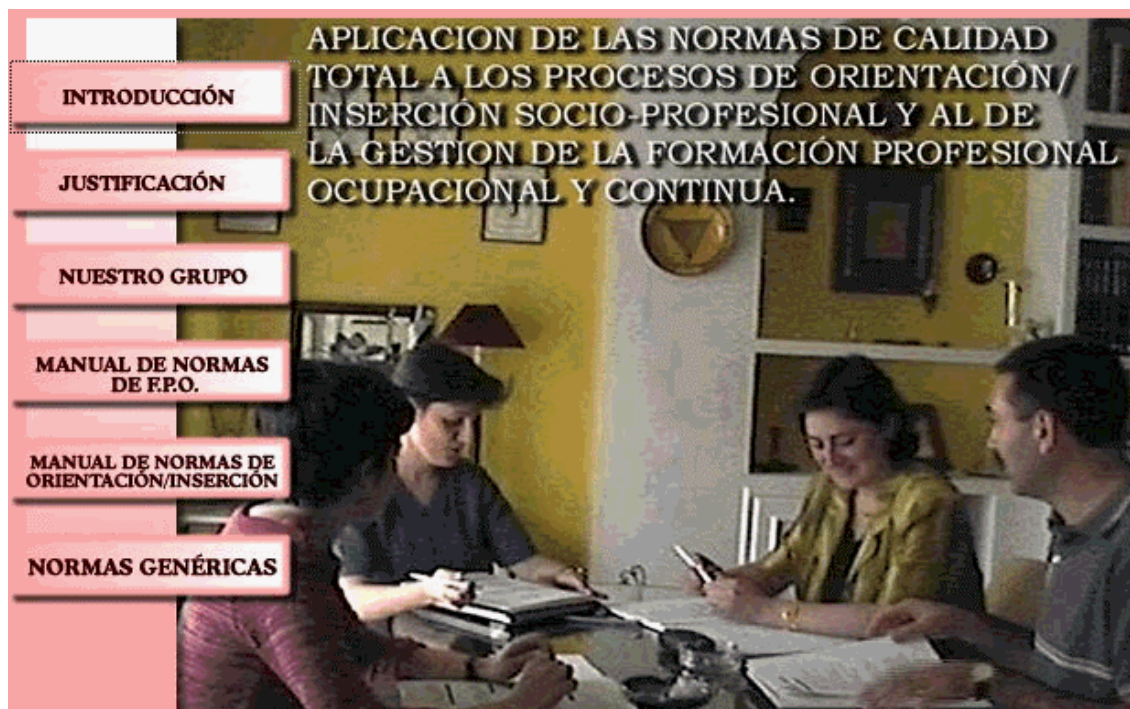 APLICACION DE LAS NORMAS DE CALIDAD
TOTAL A LOS PROCESOS DE ORIENTACIÓN/
INSERCIÓN SOCIO-PROFESIONAL Y AL DE
LA GESTION DE LA FORMACIÓN PROFESIONAL
OCUPACIONAL Y CONTINUA.
INTRODUCCIÓN
JUSTIFICACIÓN
NUESTRO GRUPO
MANUAL DE NORMAS
DE F.P.O.
MANUAL DE NORMAS DE
ORIENTACIÓN/INSERCIÓN
NORMAS GENÉRICAS